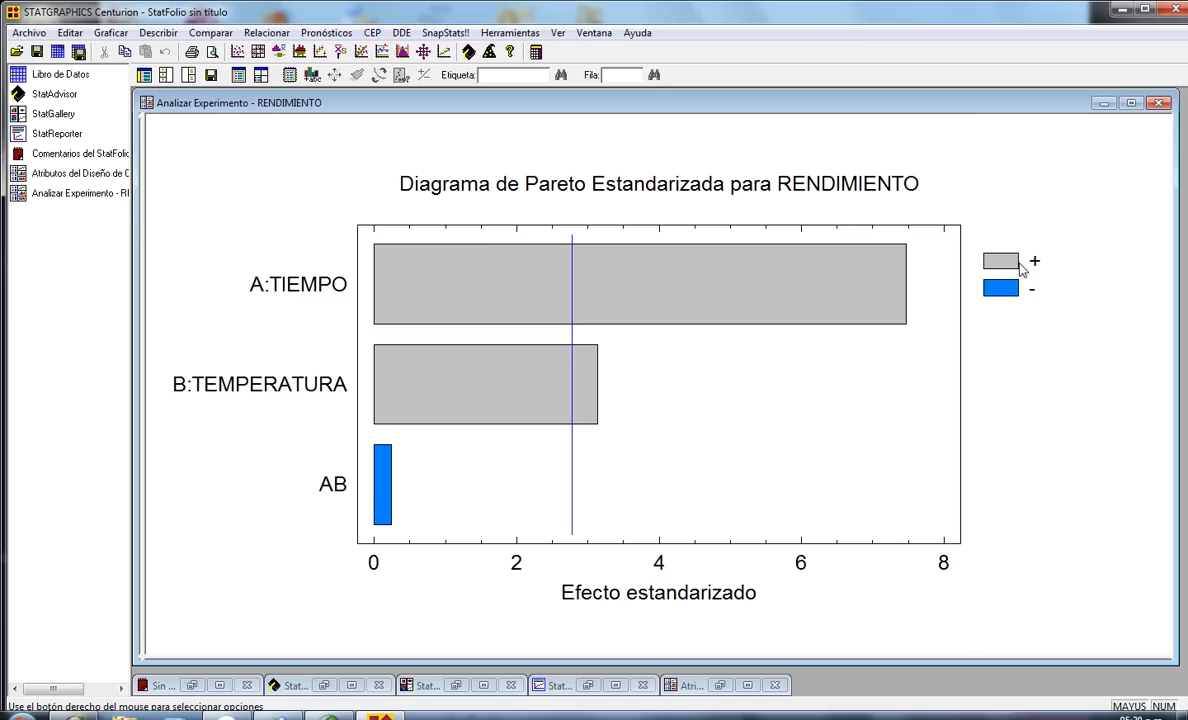 STATGRAPHICS Centurion - StatFolio sin título
Archivo Editar Graficar Describir Comparar Relacionar Pronósticos CEP DDE SnapStats!! Herramientas Ver Ventana Ayuda
Etiqueta: Fila:
Libro de Datos
StatAdvisor
StatGallery
StatReporter
Comentarios del StatFolio
Atributos del Diseño de C
Analizar Experimento - RI
Analizar Experimento - RENDIMIENTO
Diagrama de Pareto Estandarizada para RENDIMIENTO
+
-
A:TIEMPO
B:TEMPERATURA
AB
0 2 4 6 8
Efecto estandarizado
Sin ... Stat... Stat... Stat... Atri...
Use el botón derecho del mouse para seleccionar opciones
MAYUS NUM